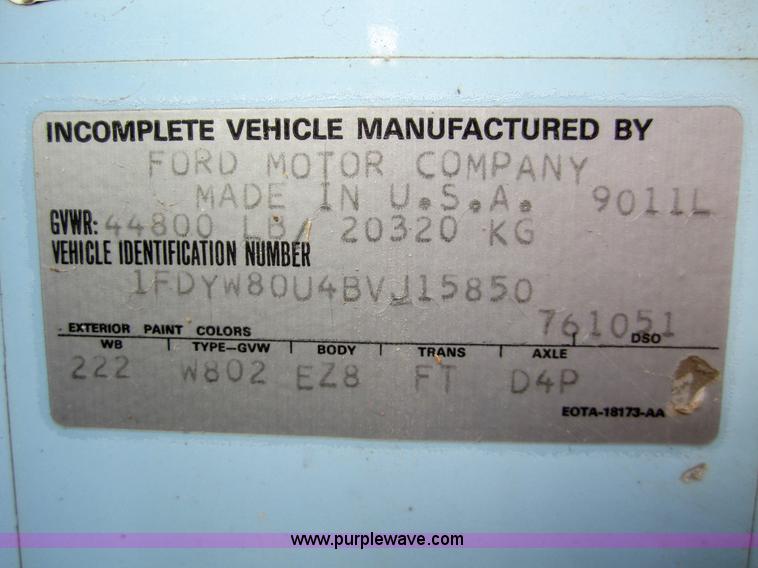 INCOMPLETE VEHICLE MANUFACTURED BY
FORD MOTOR COMPANY
MADE IN U.S.A. 9011L
GVWR: 44800 LB/ 20320 KG
VEHICLE IDENTIFICATION NUMBER
1FDYW80U4BVJ15850
761051
EXTERIOR PAINT COLORS DSO
WB TYPE-GVW BODY TRANS AXLE
222 W802 EZ8 FT D4P
EOTA-18173-AA
www.purplewave.com